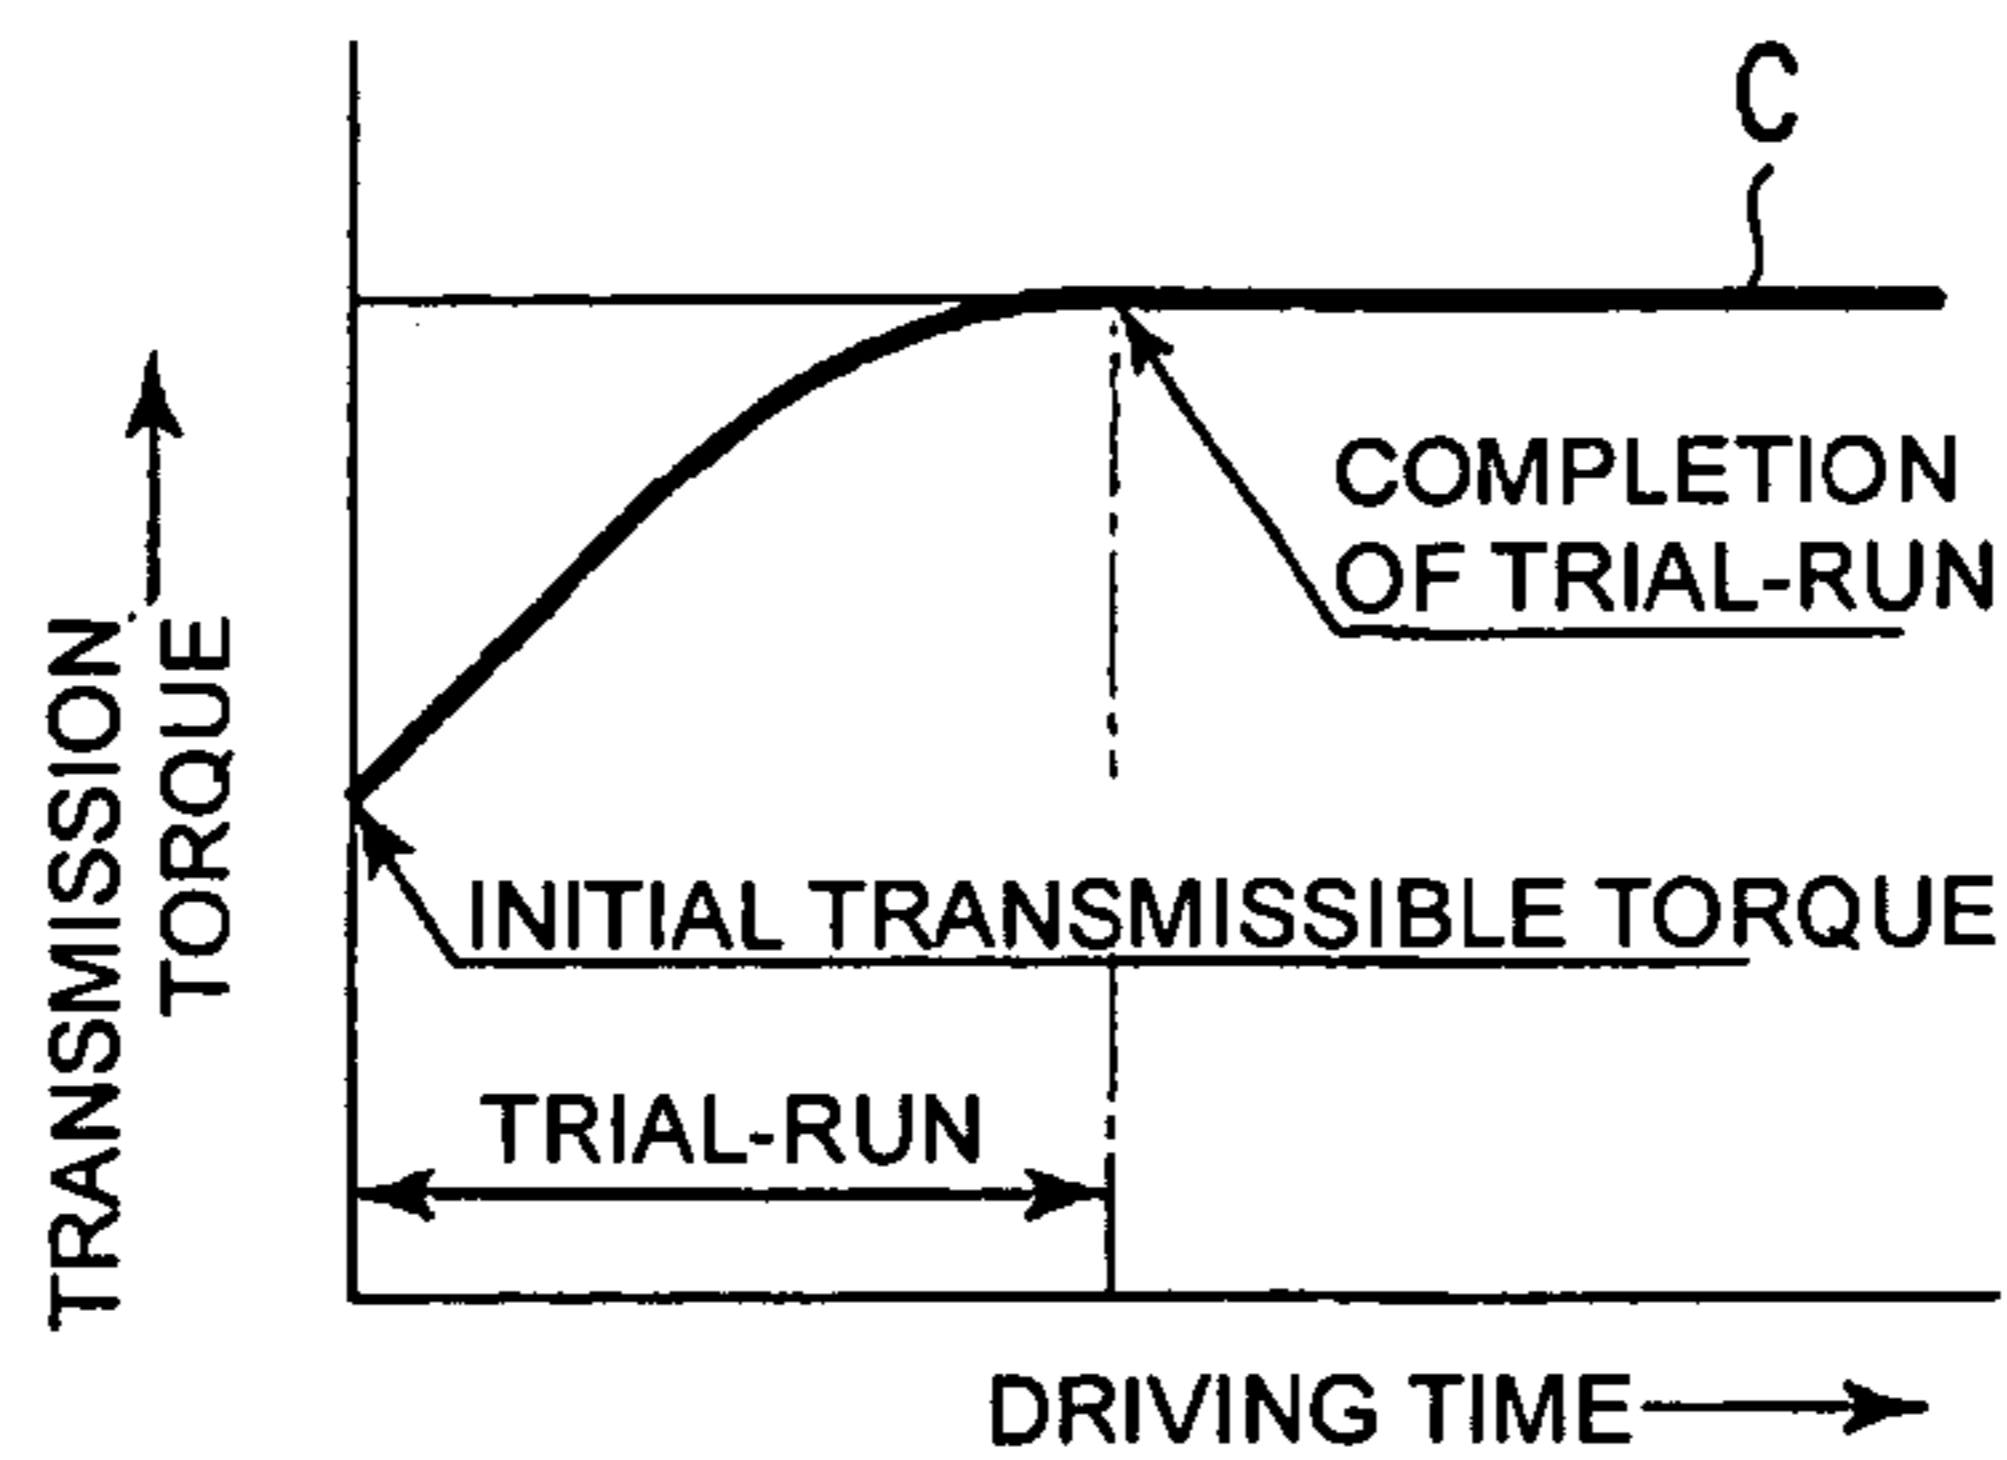 C
COMPLETION
OF TRIAL-RUN
TRANSMISSION
TORQUE
INITIAL TRANSMISSIBLE TORQUE
TRIAL-RUN
DRIVING TIME